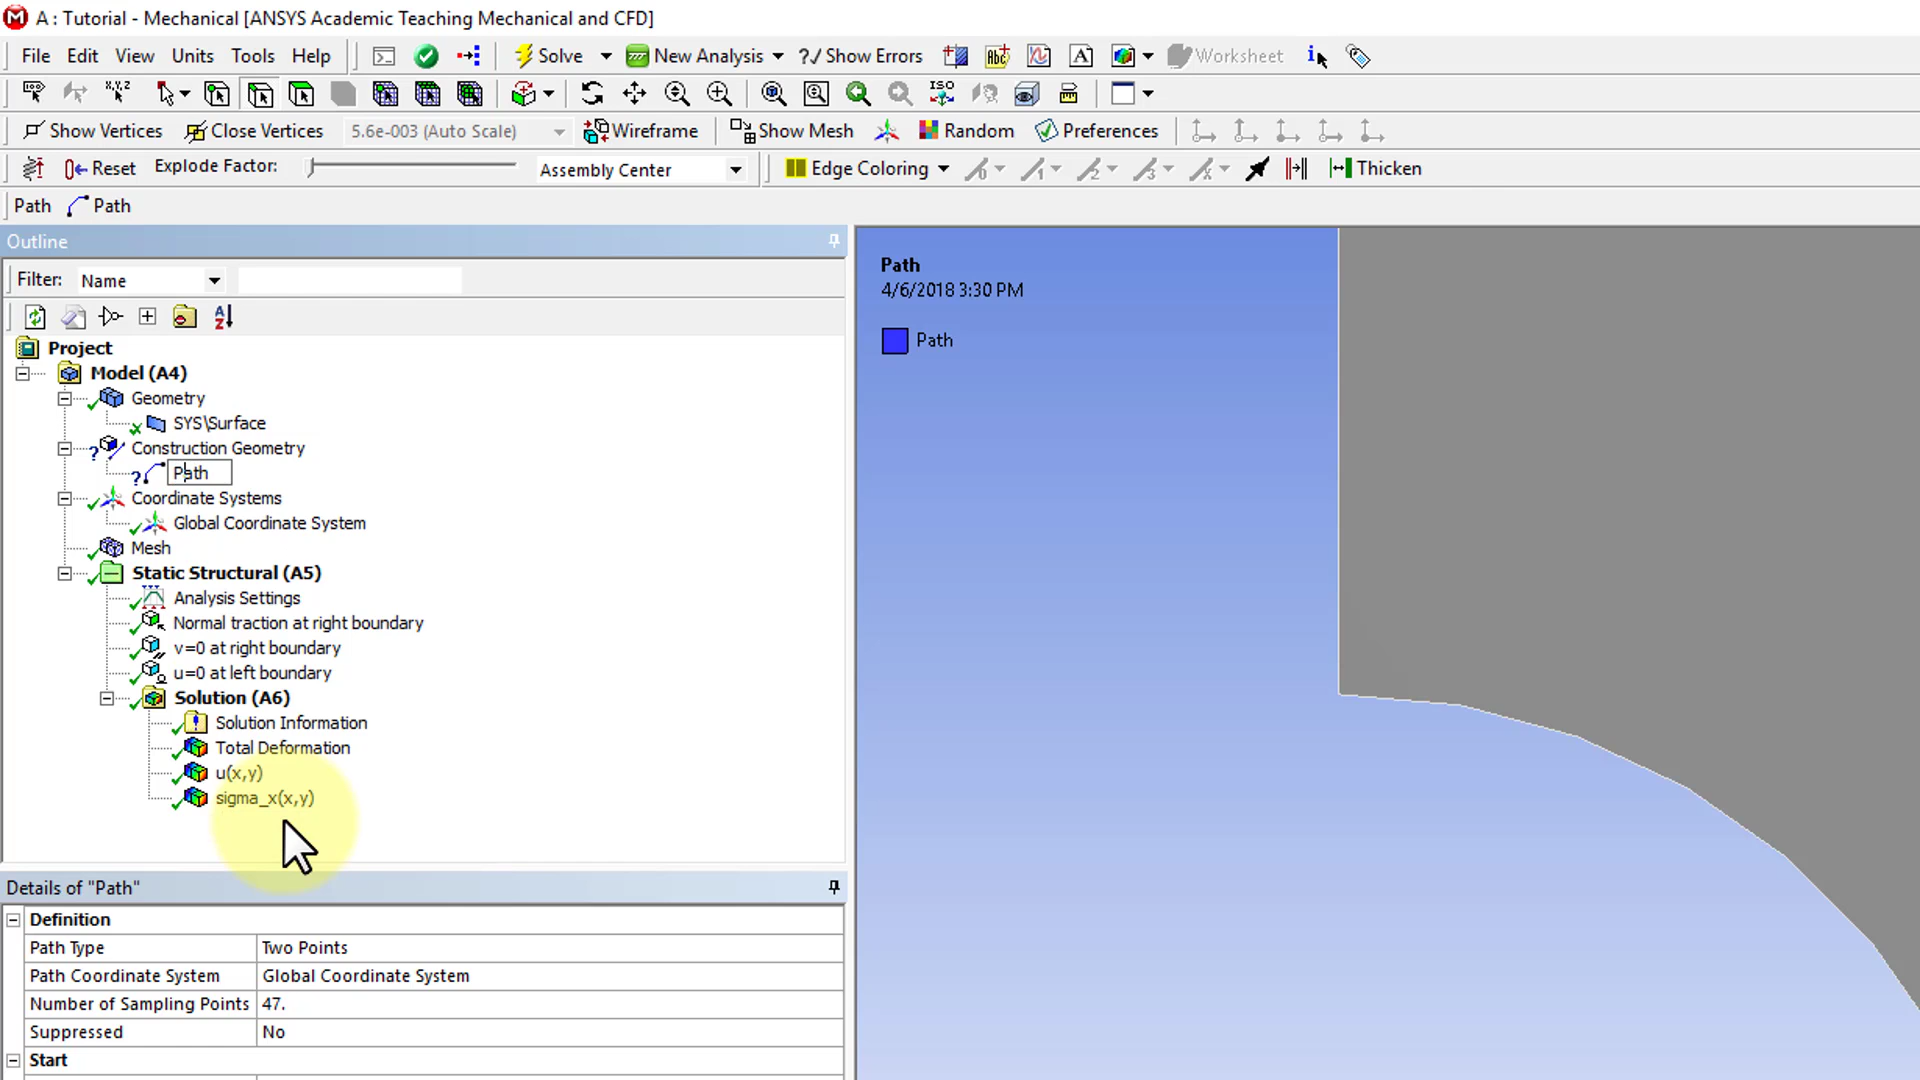 A : Tutorial - Mechanical [ANSYS Academic Teaching Mechanical and CFD]
File Edit View Units Tools Help Solve New Analysis ?/ Show Errors Worksheet
Show Vertices Close Vertices 5.6e-003 (Auto Scale) Wireframe Show Mesh Random Preferences
Reset Explode Factor: Assembly Center Edge Coloring Thicken
Path Path
Outline
Filter: Name
Project
Model (A4)
Geometry
SYS\Surface
Construction Geometry
Path
Coordinate Systems
Global Coordinate System
Mesh
Static Structural (A5)
Analysis Settings
Normal traction at right boundary
v=0 at right boundary
u=0 at left boundary
Solution (A6)
Solution Information
Total Deformation
u(x,y)
sigma_x(x,y)
Details of "Path"
Definition
Path Type Two Points
Path Coordinate System Global Coordinate System
Number of Sampling Points 47.
Suppressed No
Start
Path
4/6/2018 3:30 PM
Path